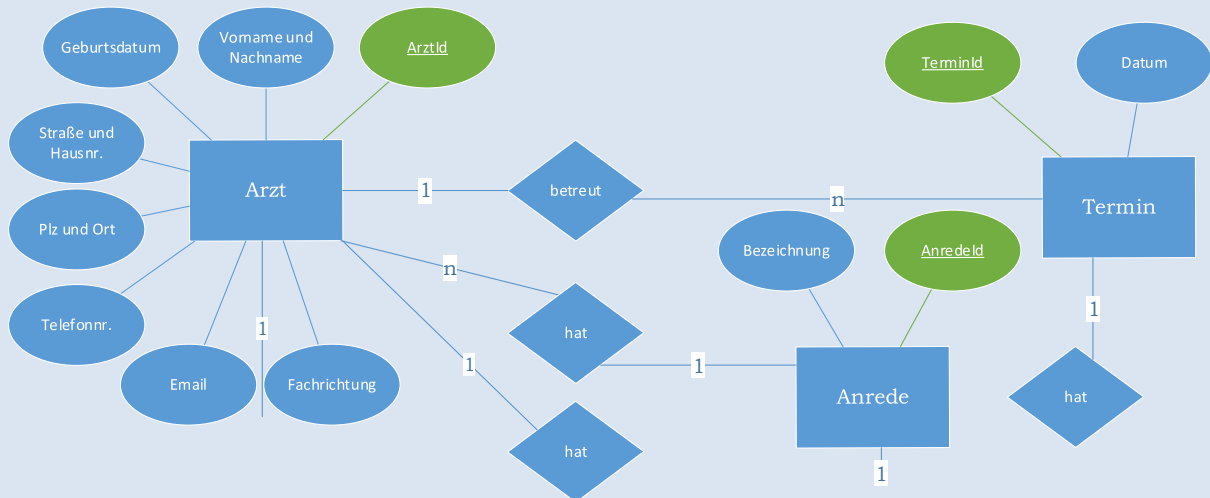 Geburtsdatum
Vorname und
Nachname
ArztId
TerminId
Datum
Straße und
Hausnr.
Arzt
1
betreut
n
Termin
Plz und Ort
Bezeichnung
AnredeId
n
Telefonnr.
1
hat
1
1
1
Email
Fachrichtung
Anrede
hat
hat
1